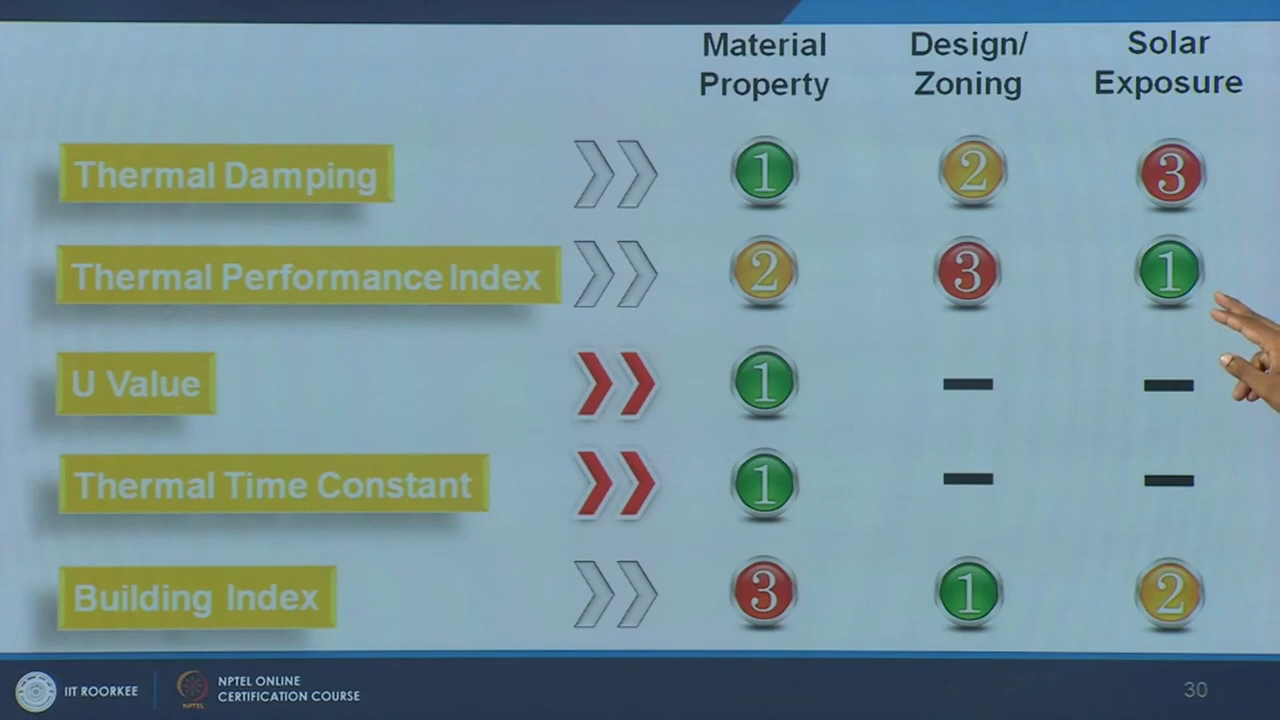 Material Property
Design/ Zoning
Solar Exposure
Thermal Damping 1 2 3
Thermal Performance Index 2 3 1
U Value 1 – –
Thermal Time Constant 1 – –
Building Index 3 1 2
IIT ROORKEE
NPTEL
NPTEL ONLINE
CERTIFICATION COURSE
30